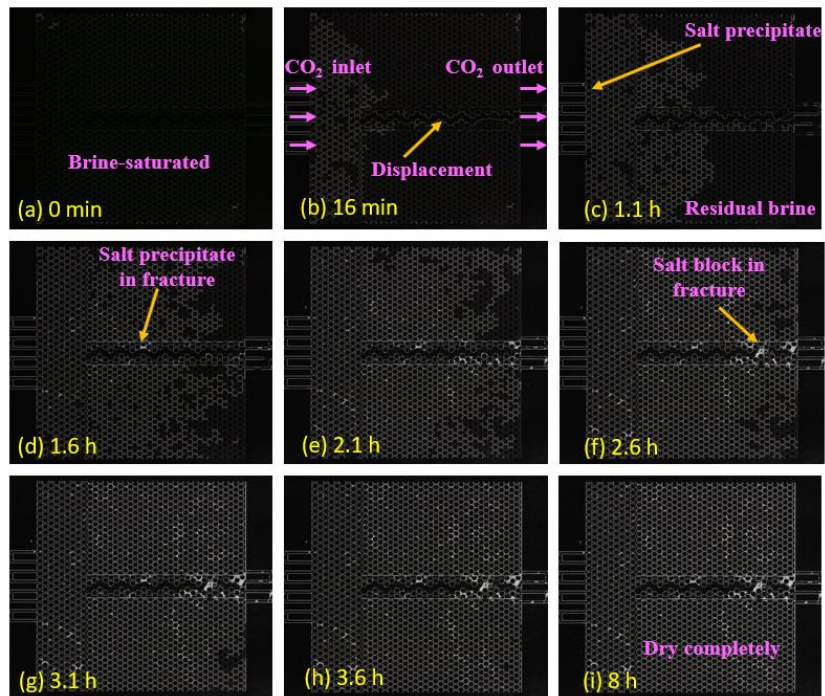 Brine-saturated
(a) 0 min
CO₂ inlet
CO₂ outlet
Displacement
(b) 16 min
Salt precipitate
Residual brine
(c) 1.1 h
Salt precipitate
in fracture
(d) 1.6 h
(e) 2.1 h
Salt block in
fracture
(f) 2.6 h
(g) 3.1 h
(h) 3.6 h
Dry completely
(i) 8 h